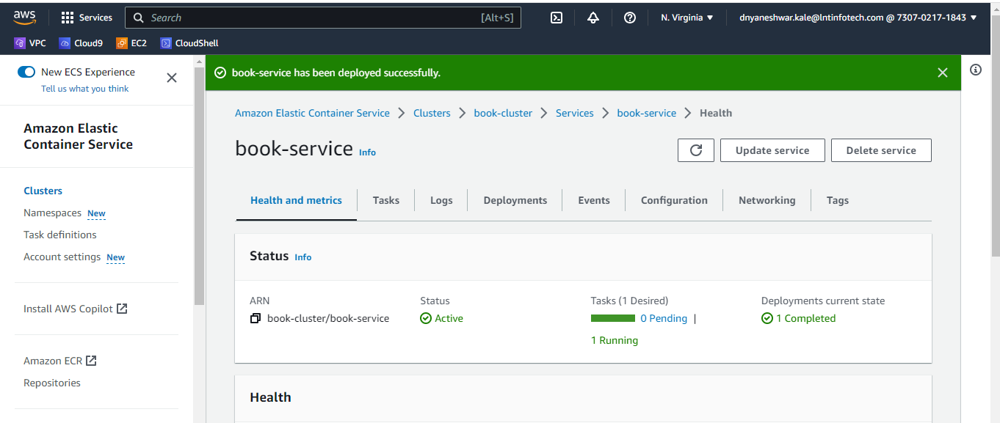 aws
Services
Search
[Alt+S]
N. Virginia
dnyaneshwar.kale@lntinfotech.com @ 7307-0217-1843
VPC
Cloud9
EC2
CloudShell
New ECS Experience
Tell us what you think
Amazon Elastic
Container Service
Clusters
Namespaces New
Task definitions
Account settings New
Install AWS Copilot
Amazon ECR
Repositories
book-service has been deployed successfully.
Amazon Elastic Container Service
Clusters
book-cluster
Services
book-service
Health
book-service Info
Update service
Delete service
Health and metrics
Tasks
Logs
Deployments
Events
Configuration
Networking
Tags
Status Info
ARN
book-cluster/book-service
Status
Active
Tasks (1 Desired)
0 Pending |
1 Running
Deployments current state
1 Completed
Health